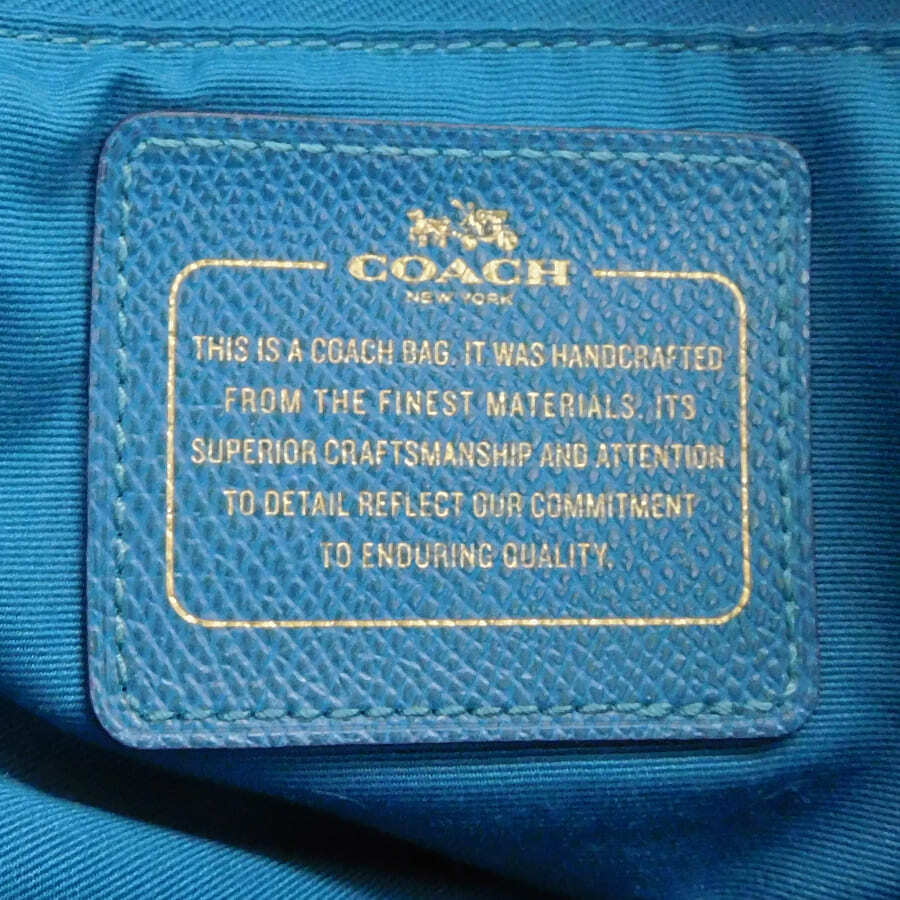 COACH
NEW YORK
THIS IS A COACH BAG. IT WAS HANDCRAFTED
FROM THE FINEST MATERIALS. ITS
SUPERIOR CRAFTSMANSHIP AND ATTENTION
TO DETAIL REFLECT OUR COMMITMENT
TO ENDURING QUALITY.